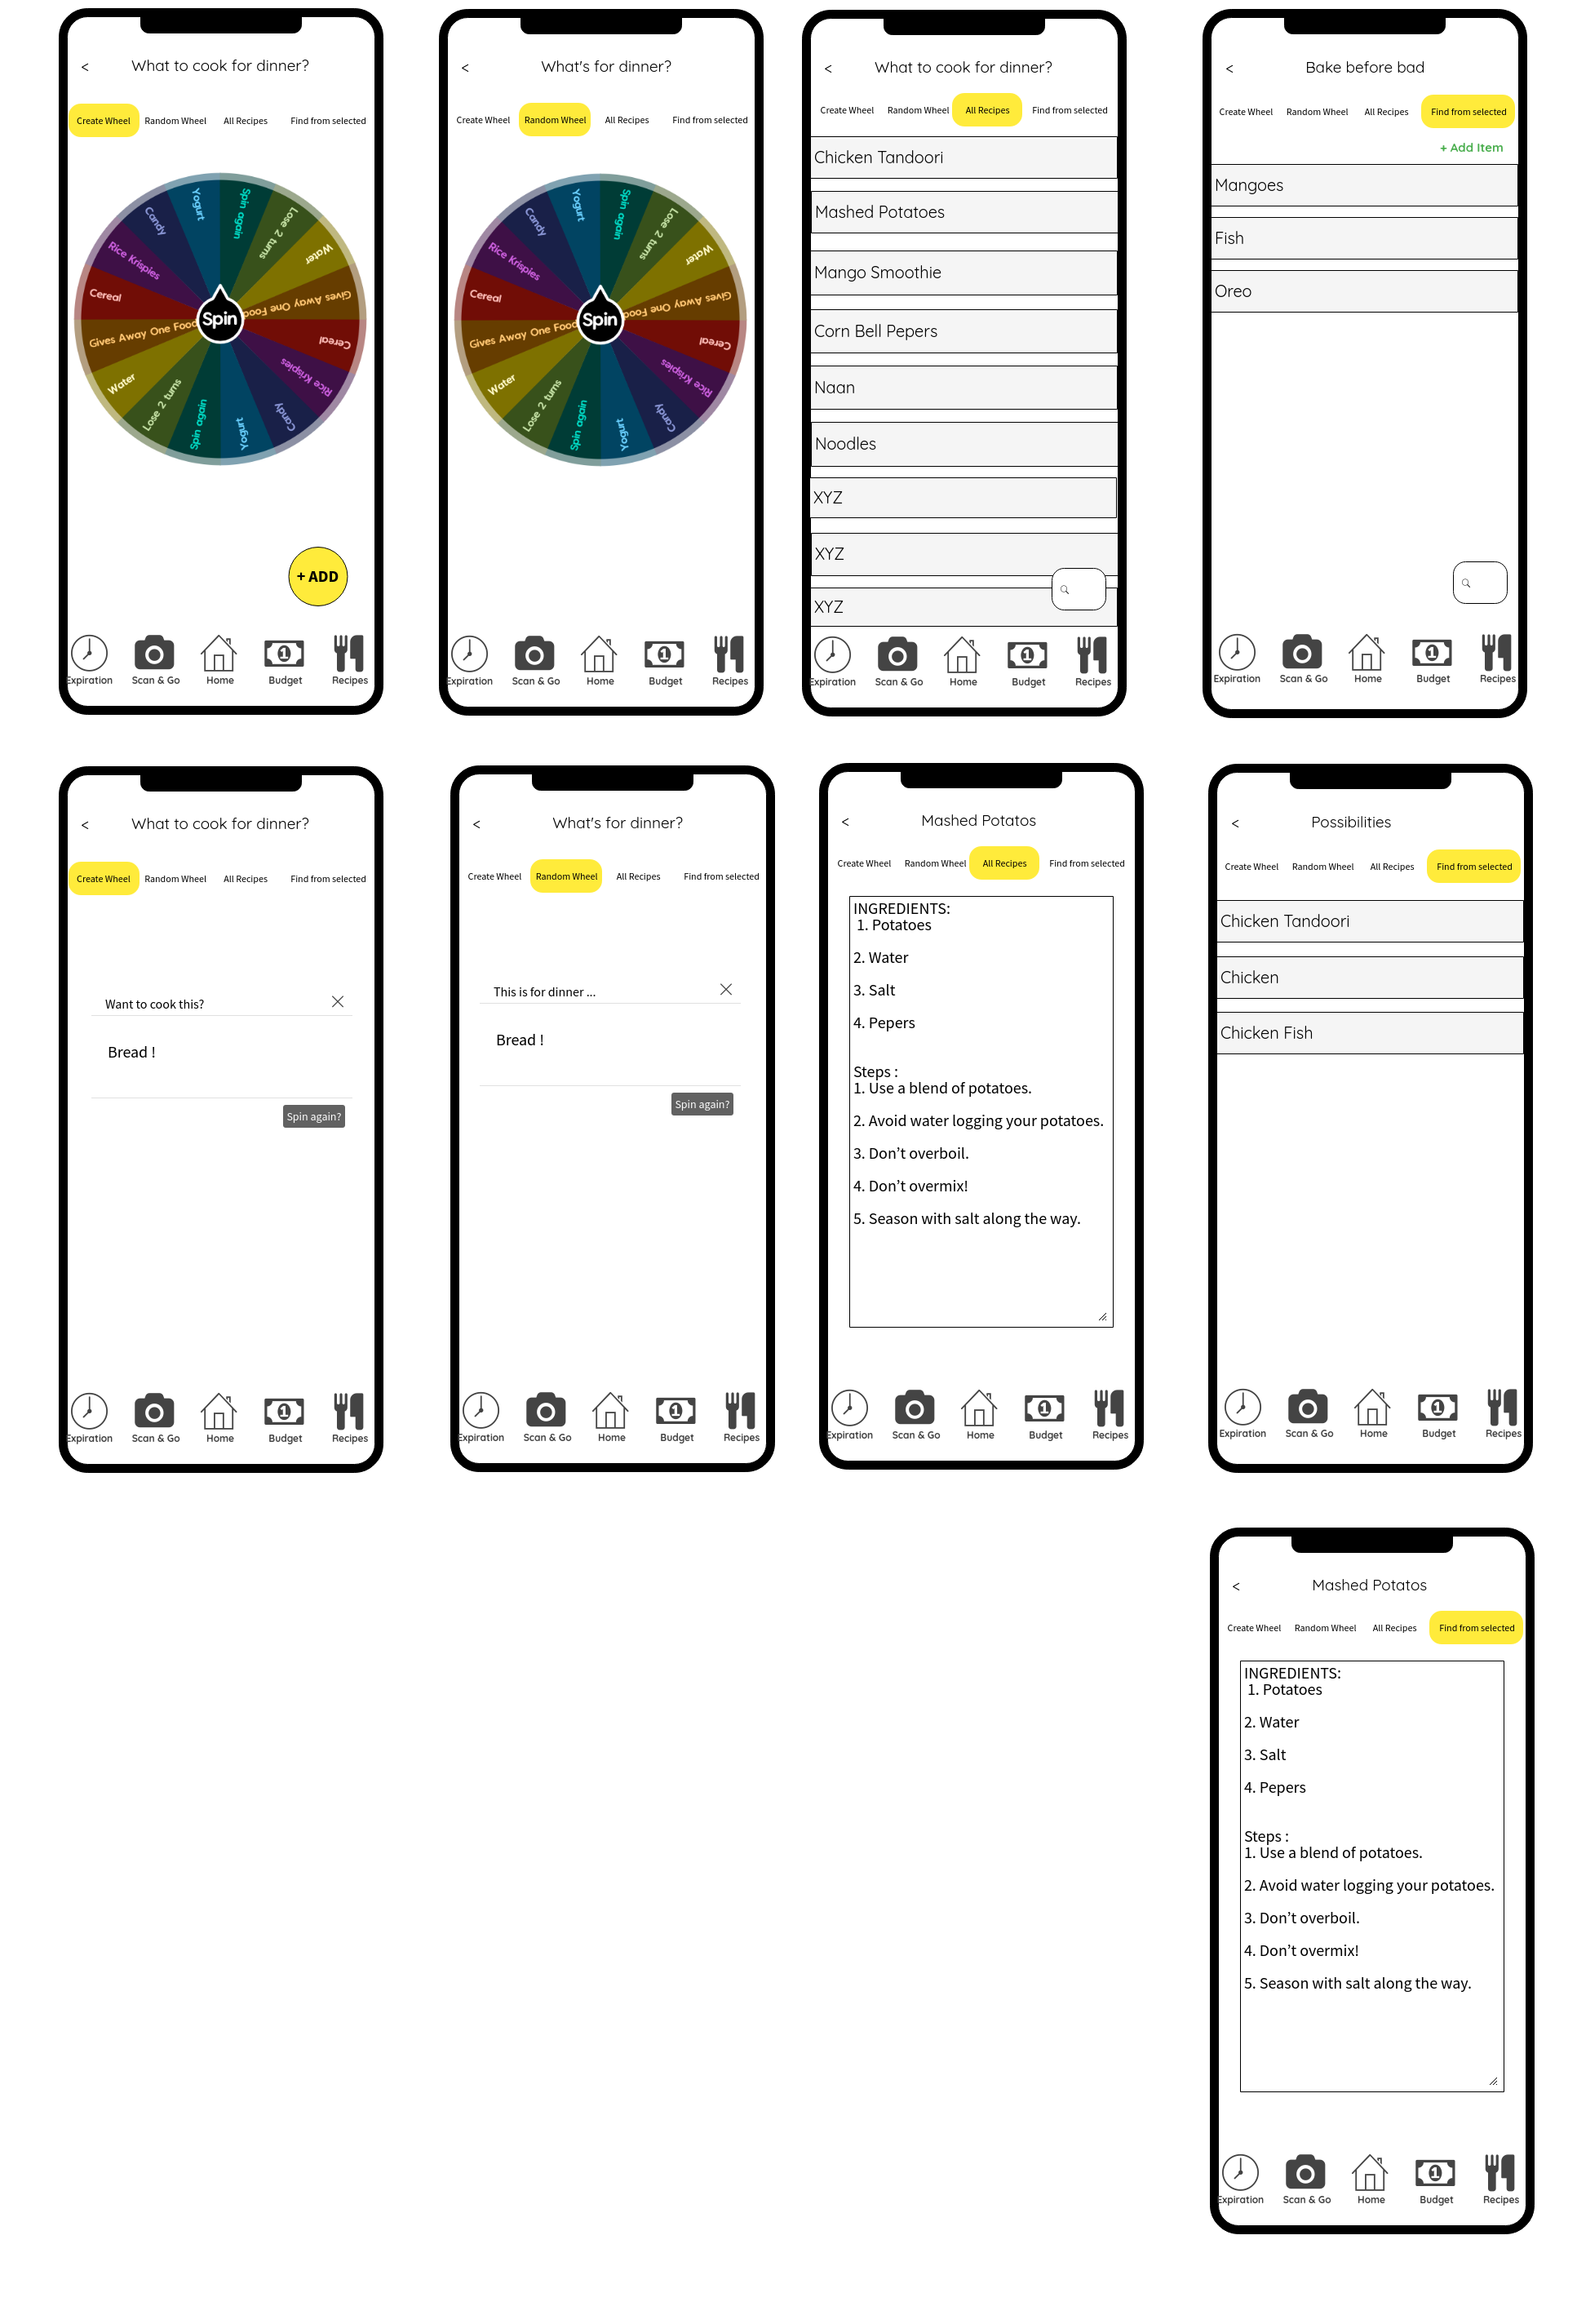 < What to cook for dinner?
Create Wheel Random Wheel All Recipes Find from selected
Yogurt
Spin again
Lose 2 turns
Water
Gives Away One Food
Cereal
Rice Krispies
Candy
Yogurt
Spin again
Lose 2 turns
Water
Gives Away One Food
Cereal
Rice Krispies
Candy
Spin
+ ADD
Expiration Scan & Go Home Budget Recipes
< What's for dinner?
Create Wheel Random Wheel All Recipes Find from selected
Yogurt
Spin again
Lose 2 turns
Water
Gives Away One Food
Cereal
Rice Krispies
Candy
Yogurt
Spin again
Lose 2 turns
Water
Gives Away One Food
Cereal
Rice Krispies
Candy
Spin
Expiration Scan & Go Home Budget Recipes
< What to cook for dinner?
Create Wheel Random Wheel All Recipes Find from selected
Chicken Tandoori
Mashed Potatoes
Mango Smoothie
Corn Bell Pepers
Naan
Noodles
XYZ
XYZ
XYZ
Expiration Scan & Go Home Budget Recipes
< Bake before bad
Create Wheel Random Wheel All Recipes Find from selected
+ Add Item
Mangoes
Fish
Oreo
Expiration Scan & Go Home Budget Recipes
< What to cook for dinner?
Create Wheel Random Wheel All Recipes Find from selected
Want to cook this?
Bread !
Spin again?
Expiration Scan & Go Home Budget Recipes
< What's for dinner?
Create Wheel Random Wheel All Recipes Find from selected
This is for dinner ...
Bread !
Spin again?
Expiration Scan & Go Home Budget Recipes
< Mashed Potatos
Create Wheel Random Wheel All Recipes Find from selected
INGREDIENTS:
1. Potatoes
2. Water
3. Salt
4. Pepers
Steps :
1. Use a blend of potatoes.
2. Avoid water logging your potatoes.
3. Don’t overboil.
4. Don’t overmix!
5. Season with salt along the way.
Expiration Scan & Go Home Budget Recipes
< Possibilities
Create Wheel Random Wheel All Recipes Find from selected
Chicken Tandoori
Chicken
Chicken Fish
Expiration Scan & Go Home Budget Recipes
< Mashed Potatos
Create Wheel Random Wheel All Recipes Find from selected
INGREDIENTS:
1. Potatoes
2. Water
3. Salt
4. Pepers
Steps :
1. Use a blend of potatoes.
2. Avoid water logging your potatoes.
3. Don’t overboil.
4. Don’t overmix!
5. Season with salt along the way.
Expiration Scan & Go Home Budget Recipes